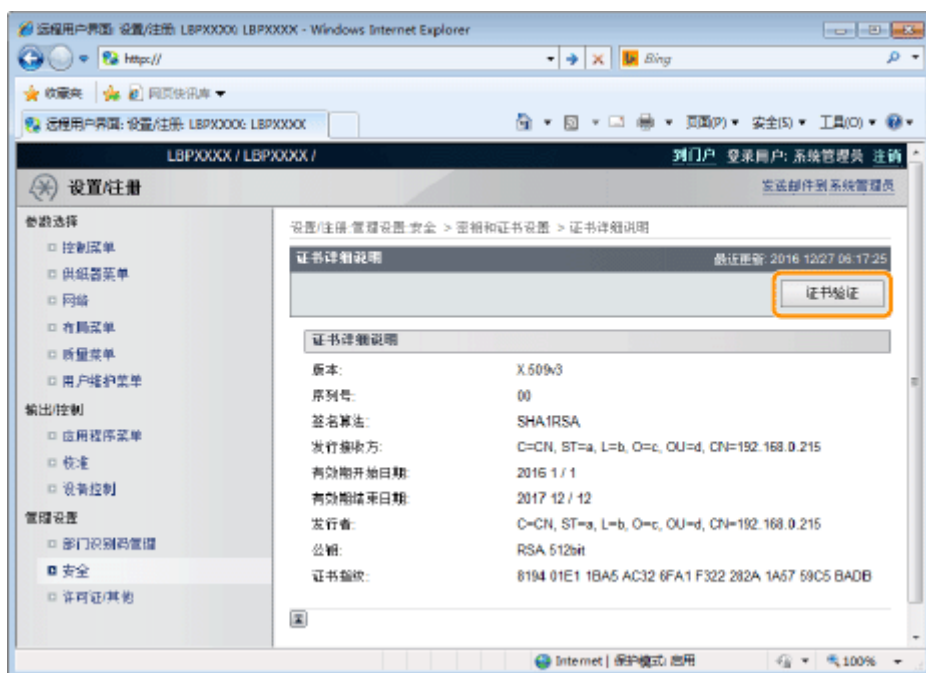 远程用户界面: 设置/注册: LBPXXXX: LBPXXXX - Windows Internet Explorer
http://
Bing
收藏夹
网页快讯库
远程用户界面: 设置/注册: LBPXXXX: LBPXXXX
页面(P)
安全(S)
工具(O)
LBPXXXX / LBPXXXX /
到门户 登录用户: 系统管理员 注销
设置/注册
发送邮件到系统管理员
参数选择
控制菜单
供纸器菜单
网络
布局菜单
质量菜单
用户维护菜单
输出/控制
应用程序菜单
校准
设备控制
管理设置
部门识别码管理
安全
许可证/其他
设置/注册:管理设置:安全 > 密钥和证书设置 > 证书详细说明
证书详细说明
最近更新: 2016 12/27 06:17:25
证书验证
证书详细说明
版本: X.509v3
序列号: 00
签名算法: SHA1RSA
发行接收方: C=CN, ST=a, L=b, O=c, OU=d, CN=192.168.0.215
有效期开始日期: 2016 1 / 1
有效期结束日期: 2017 12 / 12
发行者: C=CN, ST=a, L=b, O=c, OU=d, CN=192.168.0.215
公钥: RSA 512bit
证书指纹: 8194 01E1 1BA5 AC32 6FA1 F322 282A 1A57 59C5 BADB
Internet | 保护模式: 启用
100%